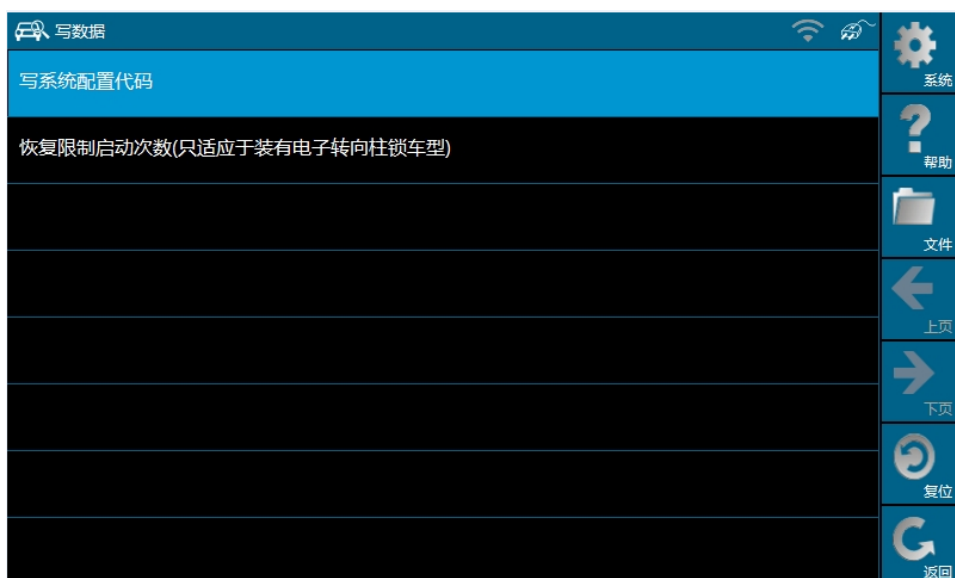 写数据
写系统配置代码
恢复限制启动次数(只适应于装有电子转向柱锁车型)
系统
帮助
文件
上页
下页
复位
返回